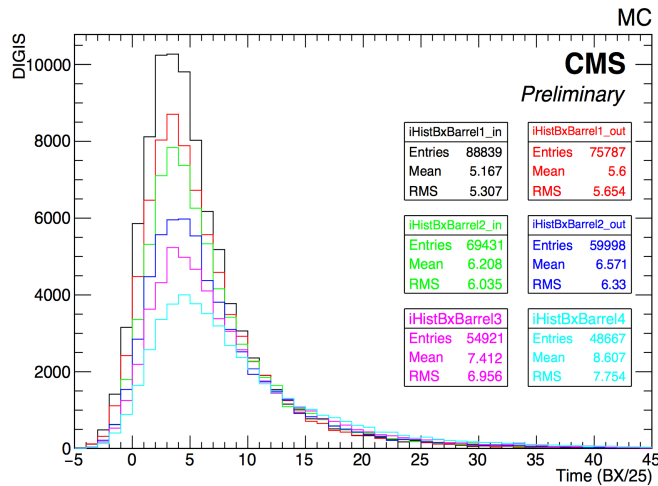 MC
DIGIS
10000
8000
6000
4000
2000
0
CMS
Preliminary
iHistBxBarrel1_in
Entries 88839
Mean 5.167
RMS 5.307
iHistBxBarrel1_out
Entries 75787
Mean 5.6
RMS 5.654
iHistBxBarrel2_in
Entries 69431
Mean 6.208
RMS 6.035
iHistBxBarrel2_out
Entries 59998
Mean 6.571
RMS 6.33
iHistBxBarrel3
Entries 54921
Mean 7.412
RMS 6.956
iHistBxBarrel4
Entries 48667
Mean 8.607
RMS 7.754
−5 0 5 10 15 20 25 30 35 40 45
Time (BX/25)